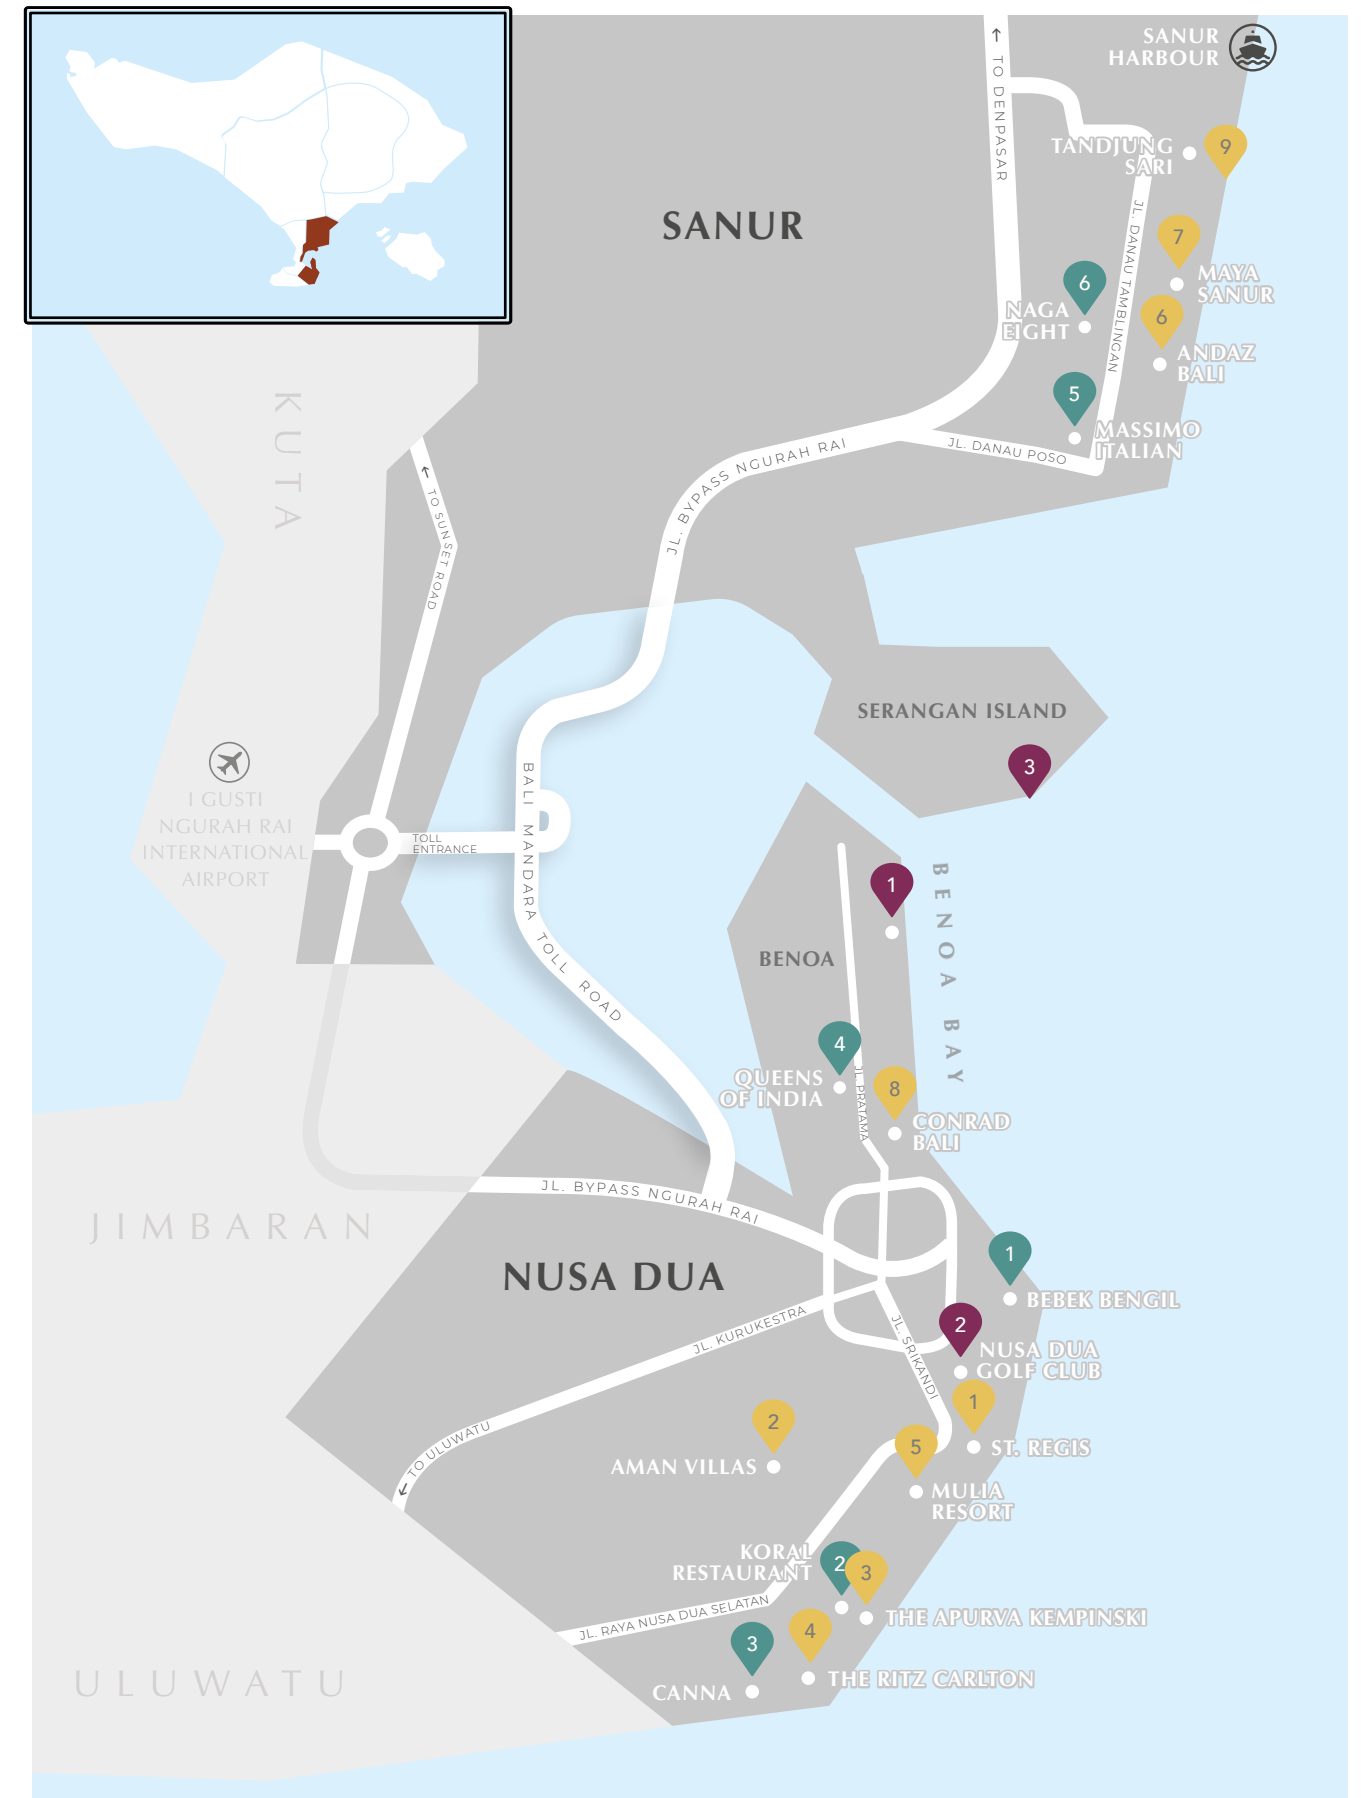 SANUR
HARBOUR
↑ TO DENPASAR
TANDJUNG
SARI
9
JL. DANAU TAMBLINGAN
SANUR
7
MAYA
SANUR
6
NAGA
EIGHT
6
ANDAZ
BALI
5
MASSIMO
ITALIAN
JL. DANAU POSO
JL. BYPASS NGURAH RAI
KUTA
↑ TO SUNSET ROAD
SERANGAN ISLAND
3
I GUSTI
NGURAH RAI
INTERNATIONAL
AIRPORT
TOLL
ENTRANCE
BALI MANDARA TOLL ROAD
1
BENOA
BENOA BAY
4
QUEENS
OF INDIA
JL. PRATAMA
8
CONRAD
BALI
JL. BYPASS NGURAH RAI
JIMBARAN
NUSA DUA
1
BEBEK BENGIL
2
NUSA DUA
GOLF CLUB
JL. KURUKESTRA
JL. SRIKANDI
← TO ULUWATU
1
ST. REGIS
2
AMAN VILLAS
5
MULIA
RESORT
KORAL
RESTAURANT
2
3
THE APURVA KEMPINSKI
JL. RAYA NUSA DUA SELATAN
4
THE RITZ CARLTON
3
CANNA
ULUWATU